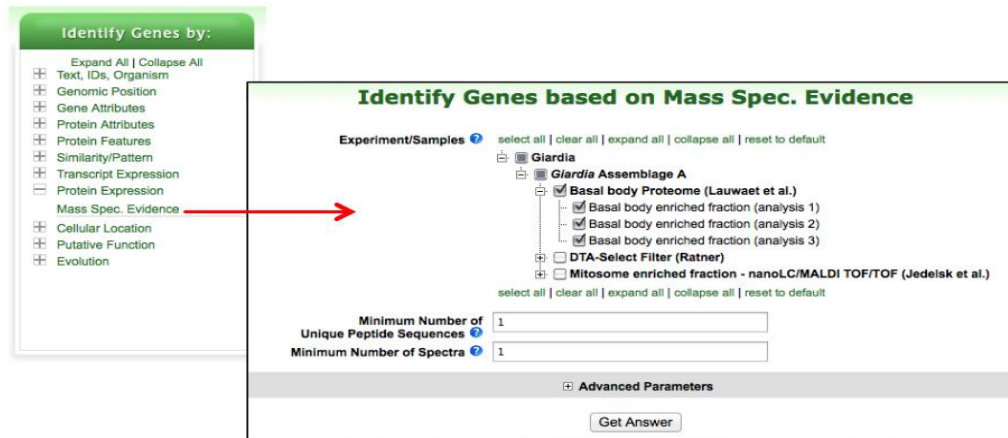 Identify Genes by:
Expand All | Collapse All
Text, IDs, Organism
Genomic Position
Gene Attributes
Protein Attributes
Protein Features
Similarity/Pattern
Transcript Expression
Protein Expression
Mass Spec. Evidence
Cellular Location
Putative Function
Evolution
Identify Genes based on Mass Spec. Evidence
Experiment/Samples ? select all | clear all | expand all | collapse all | reset to default
Giardia
Giardia Assemblage A
Basal body Proteome (Lauwaet et al.)
Basal body enriched fraction (analysis 1)
Basal body enriched fraction (analysis 2)
Basal body enriched fraction (analysis 3)
DTA-Select Filter (Ratner)
Mitosome enriched fraction - nanoLC/MALDI TOF/TOF (Jedelsk et al.)
select all | clear all | expand all | collapse all | reset to default
Minimum Number of
Unique Peptide Sequences ? 1
Minimum Number of Spectra ? 1
Advanced Parameters
Get Answer